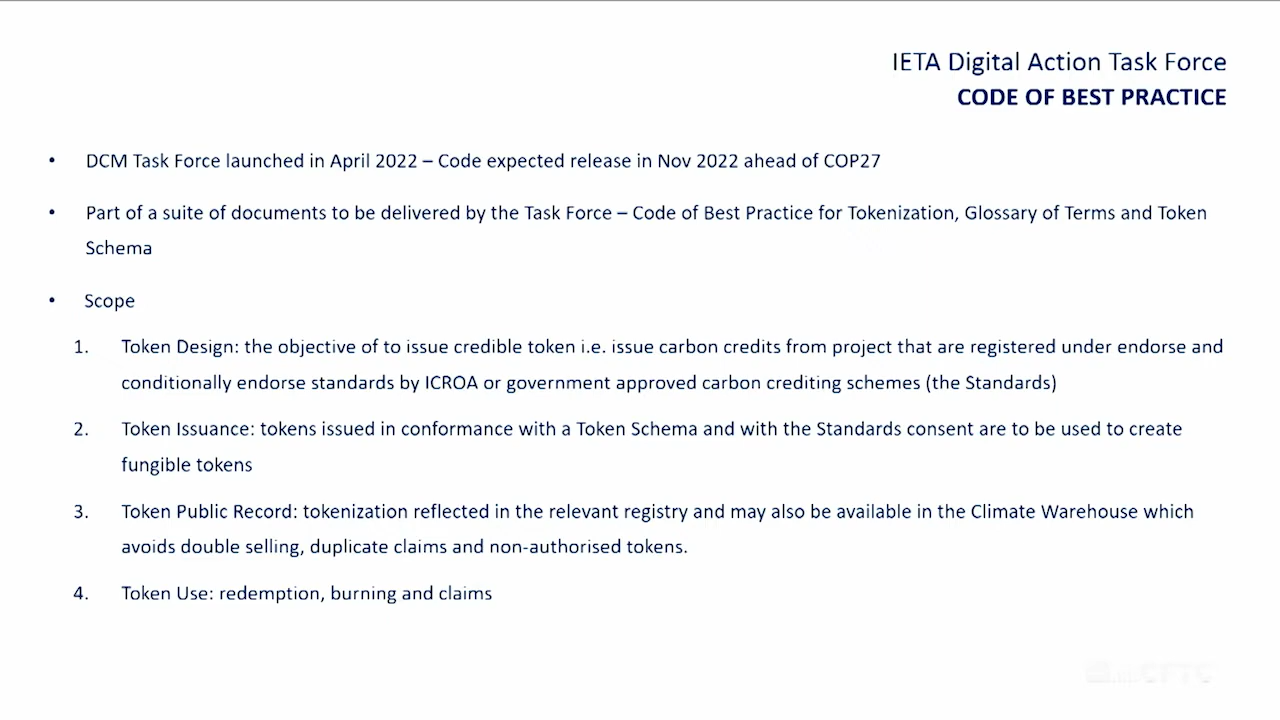 IETA Digital Action Task Force
CODE OF BEST PRACTICE
• DCM Task Force launched in April 2022 – Code expected release in Nov 2022 ahead of COP27
• Part of a suite of documents to be delivered by the Task Force – Code of Best Practice for Tokenization, Glossary of Terms and Token
Schema
• Scope
1. Token Design: the objective of to issue credible token i.e. issue carbon credits from project that are registered under endorse and
conditionally endorse standards by ICROA or government approved carbon crediting schemes (the Standards)
2. Token Issuance: tokens issued in conformance with a Token Schema and with the Standards consent are to be used to create
fungible tokens
3. Token Public Record: tokenization reflected in the relevant registry and may also be available in the Climate Warehouse which
avoids double selling, duplicate claims and non-authorised tokens.
4. Token Use: redemption, burning and claims
CFTC